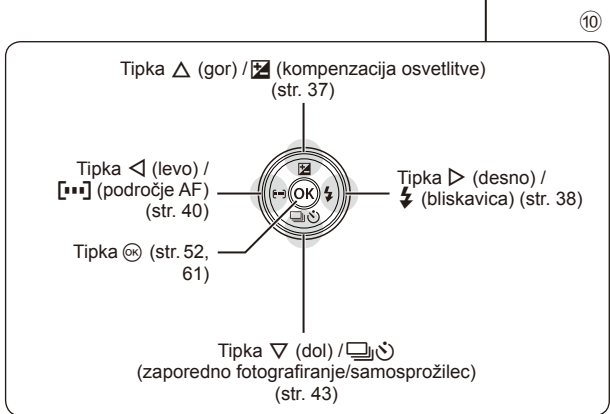 ⑩
Tipka △ (gor) / (kompenzacija osvetlitve)
(str. 37)
Tipka ◁ (levo) /
[▪▪▪] (področje AF)
(str. 40)
OK
Tipka ▷ (desno) /
(bliskavica) (str. 38)
Tipka OK (str. 52,
61)
Tipka ▽ (dol) /
(zaporedno fotografiranje/samosprožilec)
(str. 43)